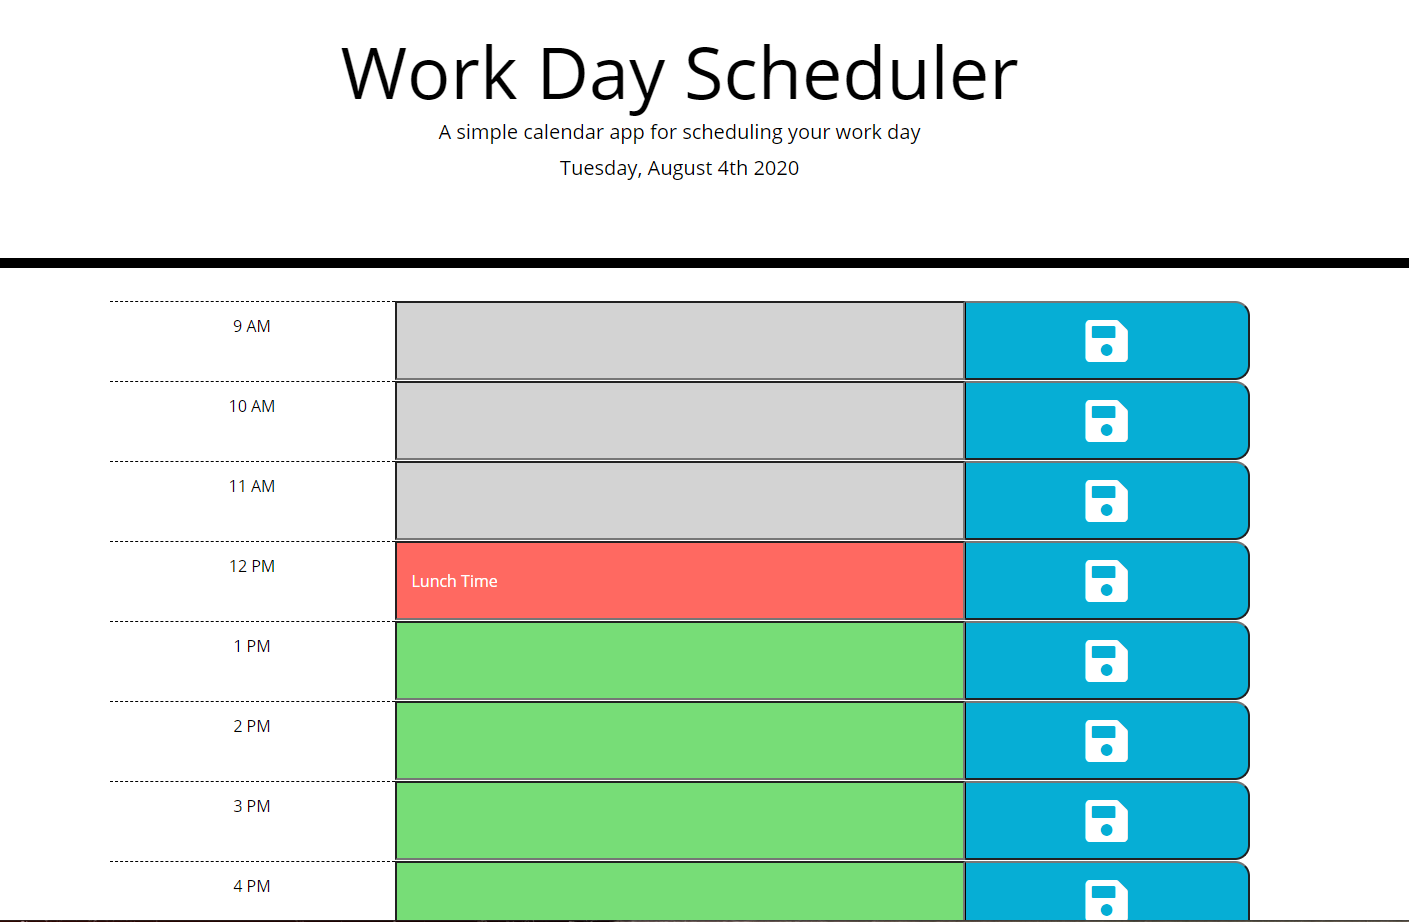 Work Day Scheduler
A simple calendar app for scheduling your work day
Tuesday, August 4th 2020
9 AM
10 AM
11 AM
12 PM
Lunch Time
1 PM
2 PM
3 PM
4 PM